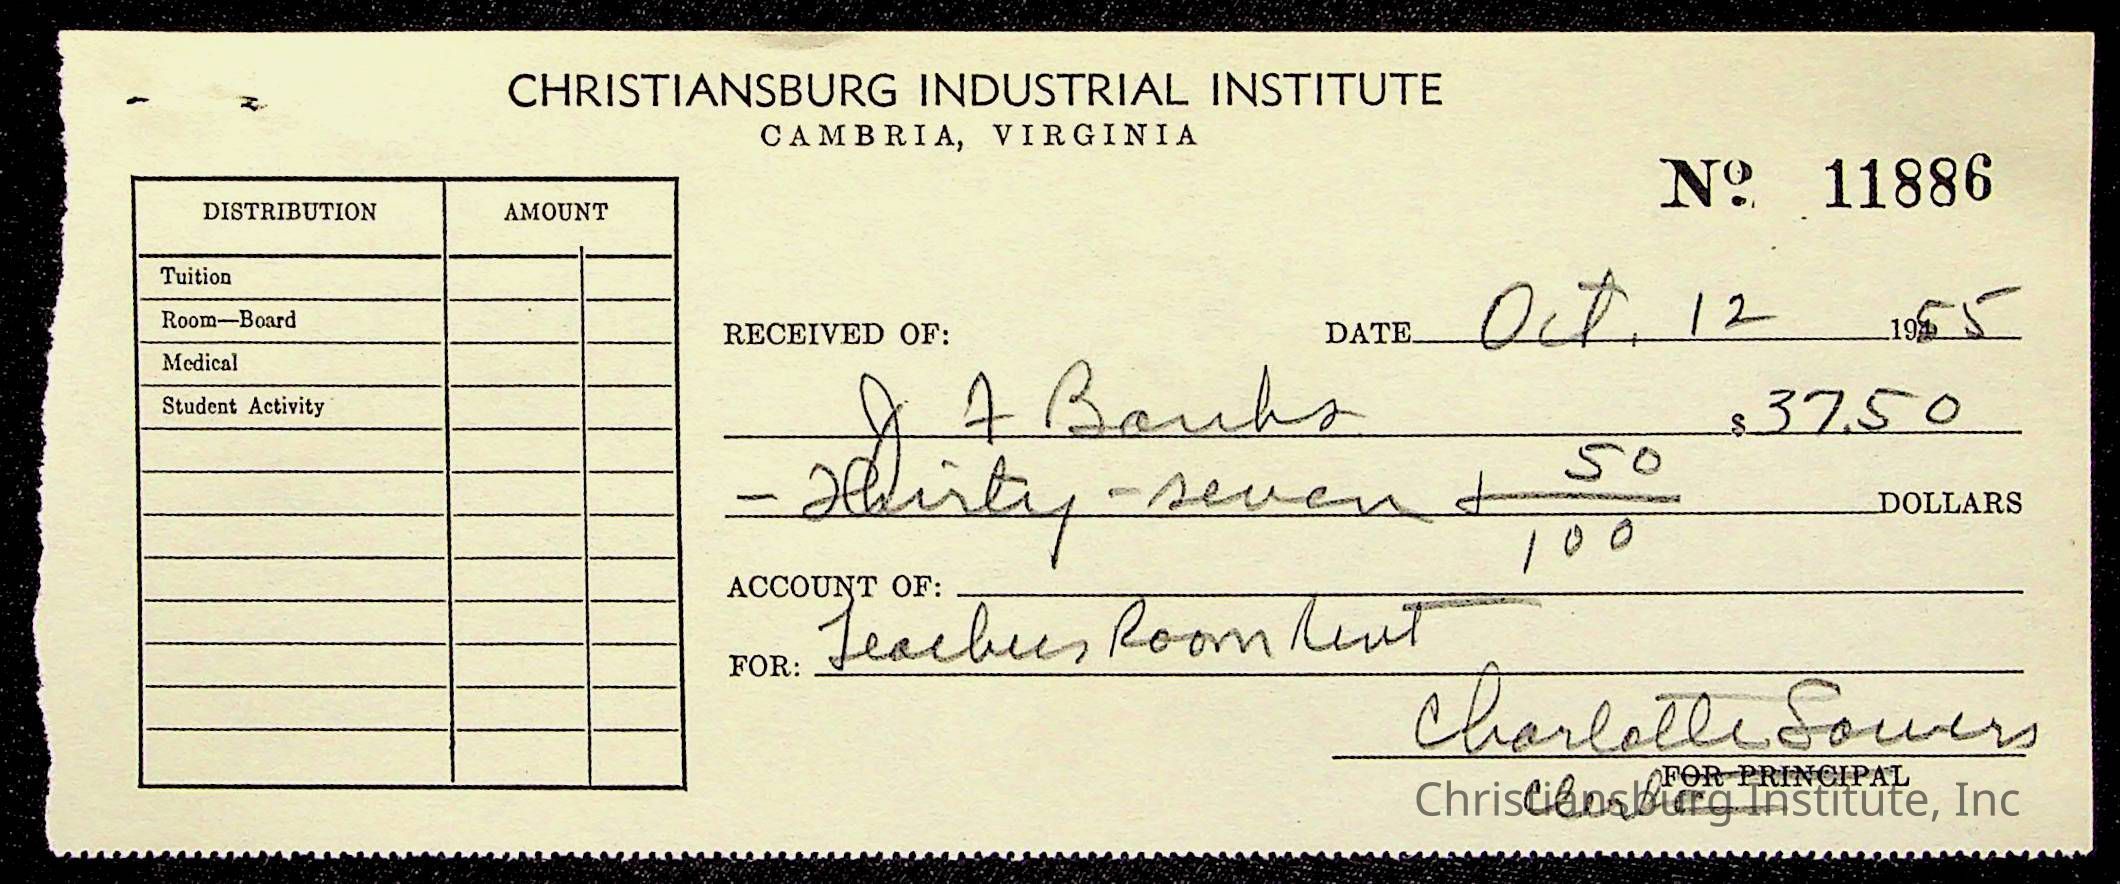 CHRISTIANSBURG INDUSTRIAL INSTITUTE
CAMBRIA, VIRGINIA
Nº 11886
DISTRIBUTION AMOUNT
Tuition
Room—Board
Medical
Student Activity
RECEIVED OF: DATE Oct. 12 1955
J F Banks $37.50
- Thirty-seven + 50/100 DOLLARS
ACCOUNT OF:
FOR: Teachers Room Rent
Charlotte Sowers
FOR PRINCIPAL
Clerk
Christiansburg Institute, Inc